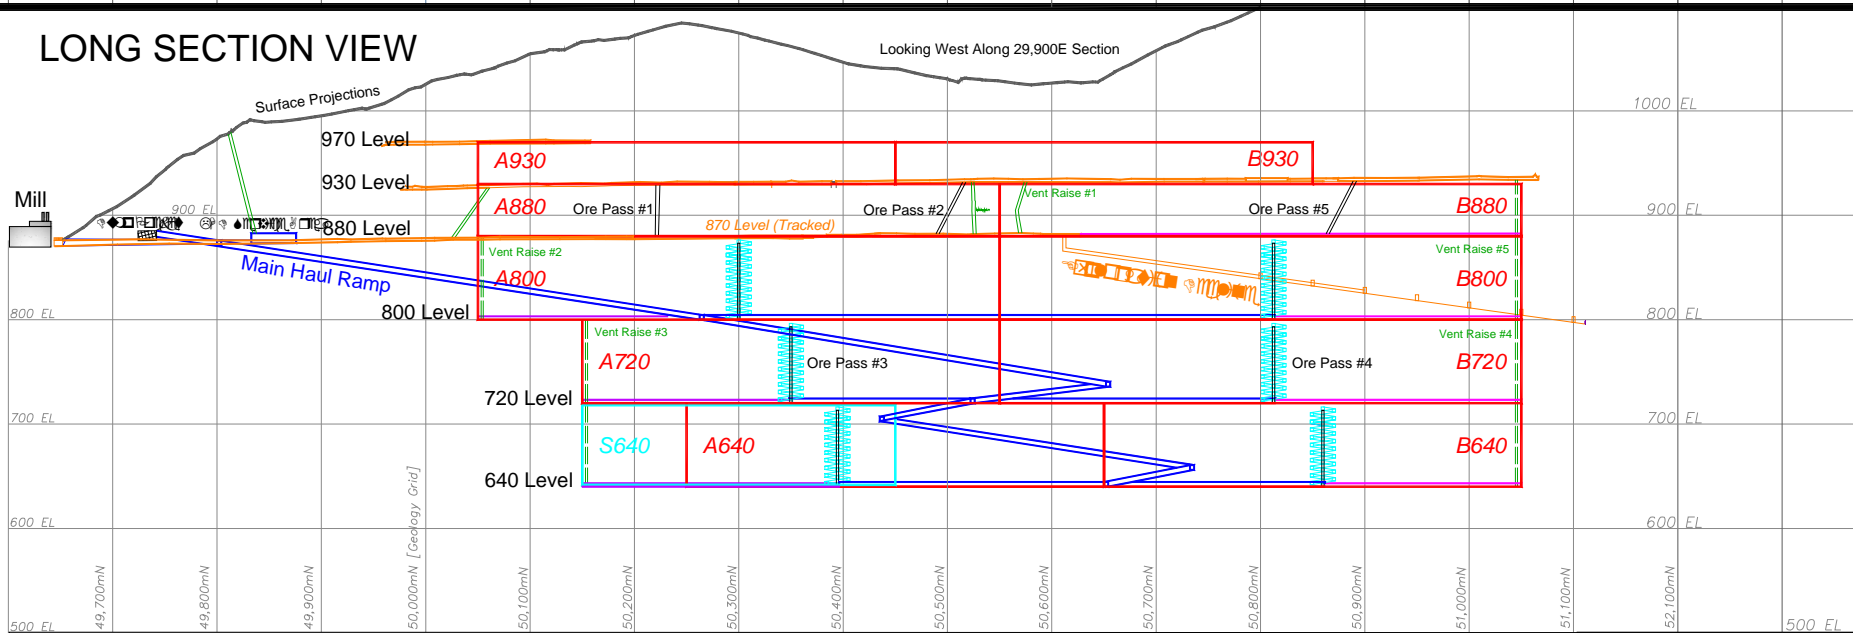 LONG SECTION VIEW
Looking West Along 29,900E Section
Surface Projections
1000 EL
1000 EL
970 Level
A930
B930
930 Level
Mill
900 EL
A880
Ore Pass #1
Ore Pass #2
Vent Raise #1
Ore Pass #5
B880
900 EL
880 Level
870 Level (Tracked)
Vent Raise #2
Vent Raise #5
Main Haul Ramp
A800
B800
800 Level
800 EL
800 EL
Vent Raise #3
Vent Raise #4
A720
Ore Pass #3
Ore Pass #4
B720
720 Level
700 EL
700 EL
S640
A640
B640
640 Level
600 EL
600 EL
49,700mN
49,800mN
49,900mN
50,000mN [Geology Grid]
50,100mN
50,200mN
50,300mN
50,400mN
50,500mN
50,600mN
50,700mN
50,800mN
50,900mN
51,000mN
51,100mN
52,100mN
500 EL
500 EL